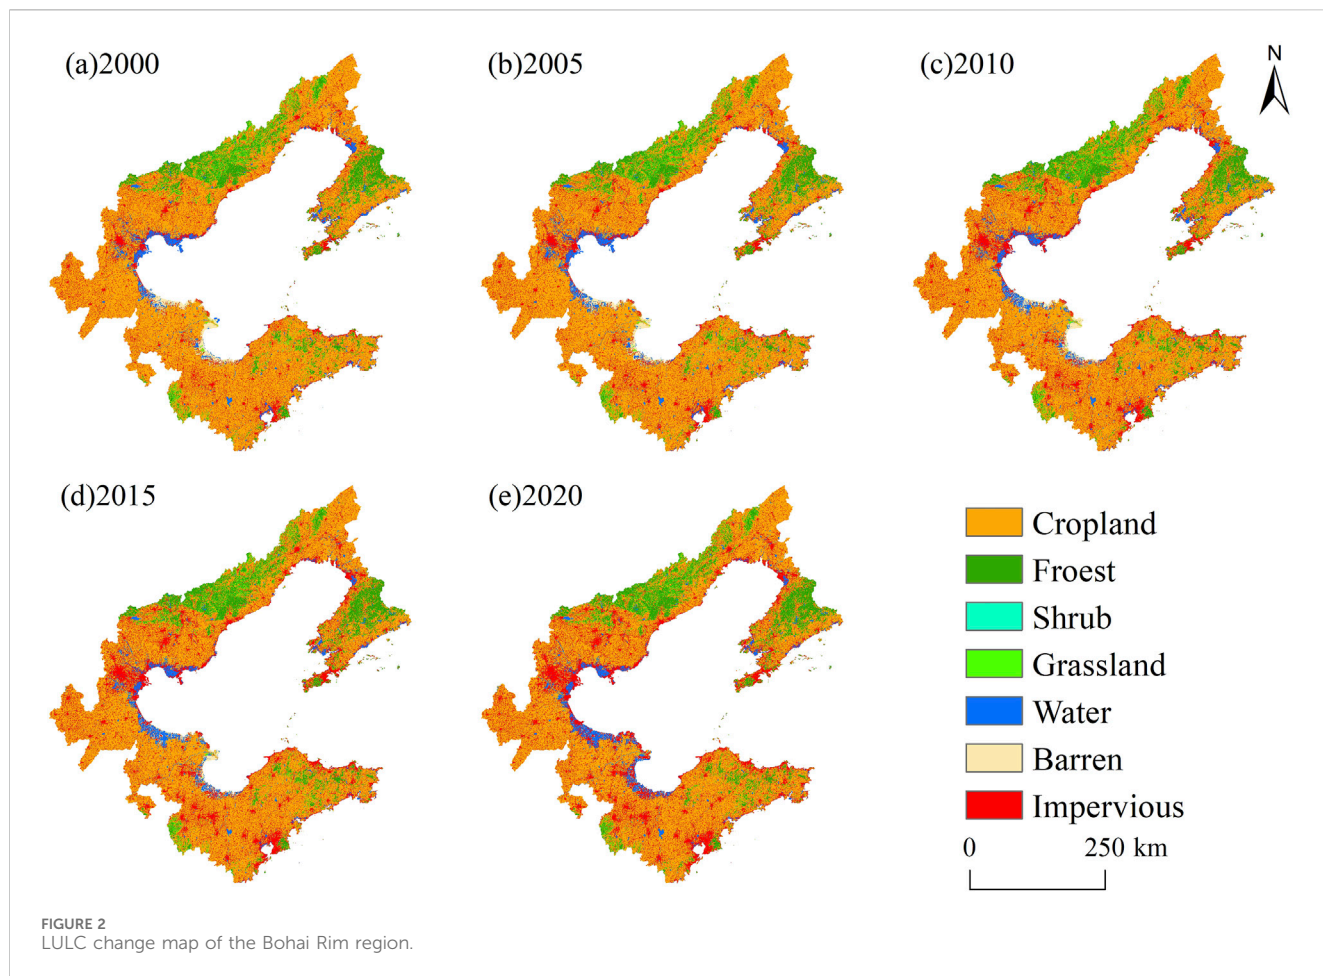 (a)2000
(b)2005
(c)2010
N
(d)2015
(e)2020
Cropland
Froest
Shrub
Grassland
Water
Barren
Impervious
0 250 km
FIGURE 2
LULC change map of the Bohai Rim region.